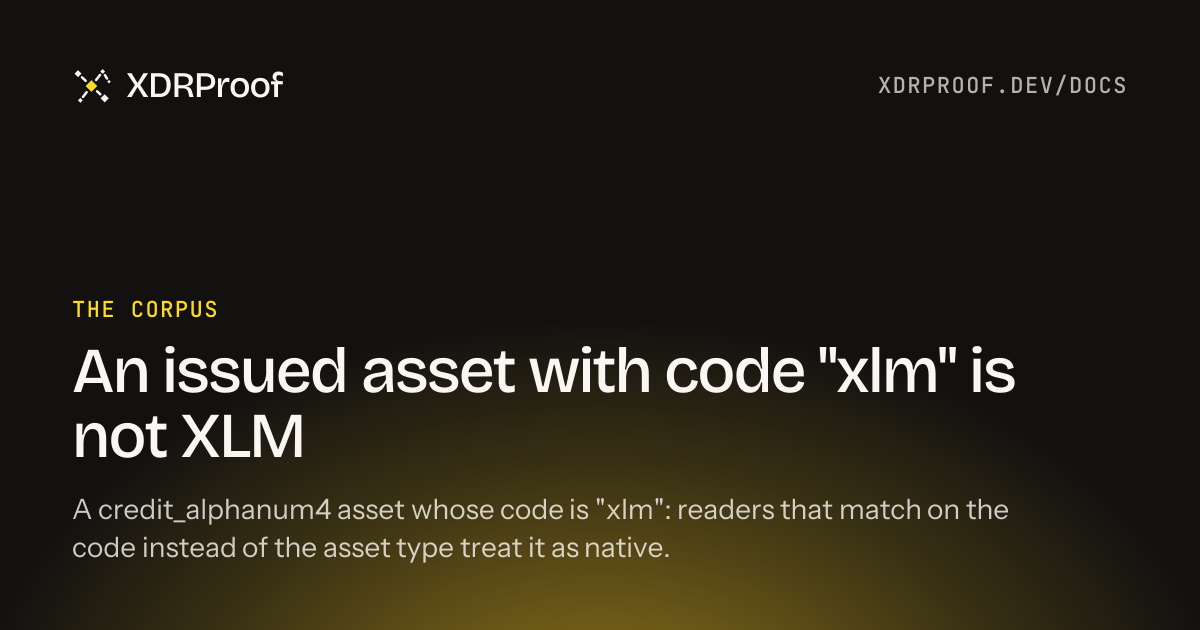 XDRProof
XDRPROOF.DEV/DOCS
THE CORPUS
An issued asset with code "xlm" is
not XLM
A credit_alphanum4 asset whose code is "xlm": readers that match on the
code instead of the asset type treat it as native.